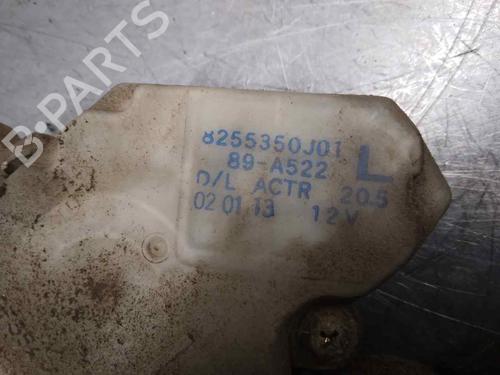 B-PARTS
8255350J01
89-A522 L
D/L ACTR 20.5
02 01 13 12V